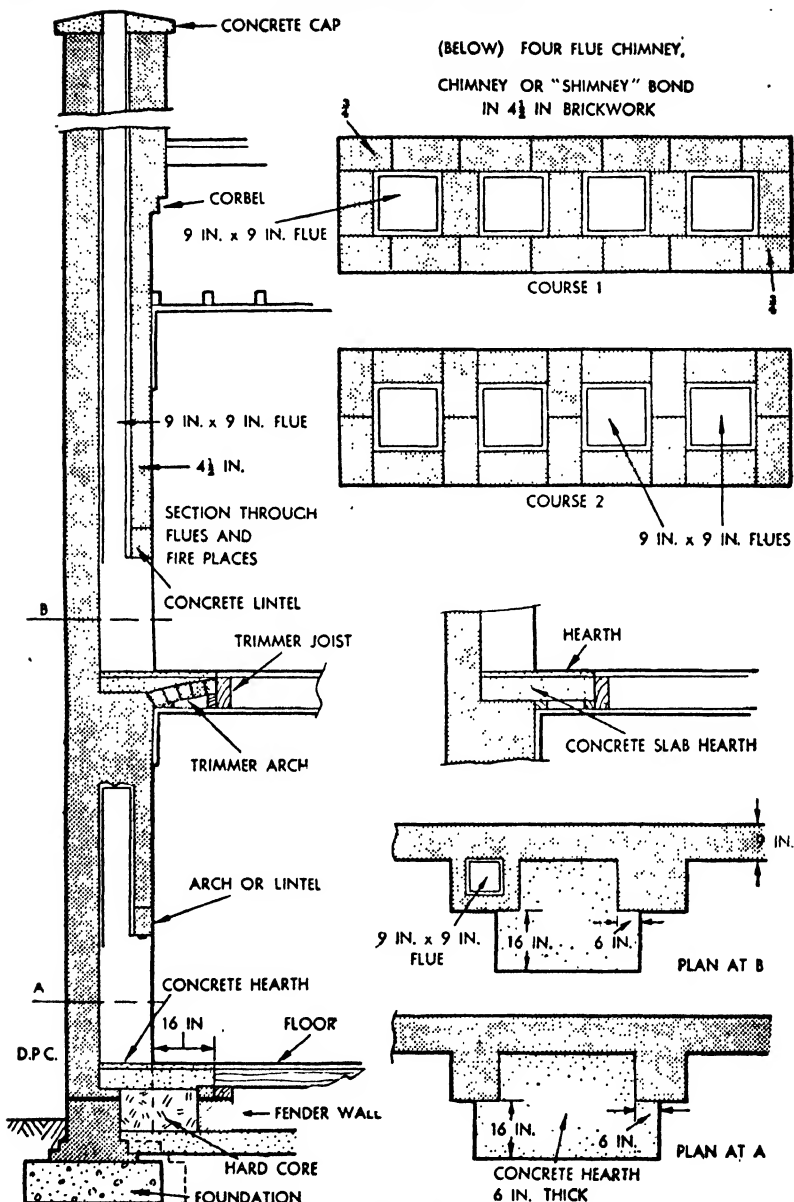 CONCRETE CAP
(BELOW) FOUR FLUE CHIMNEY,
CHIMNEY OR "SHIMNEY" BOND
IN 4½ IN BRICKWORK
¾
CORBEL
9 IN. x 9 IN. FLUE
COURSE 1
¾
9 IN. x 9 IN. FLUE
4½ IN.
SECTION THROUGH
FLUES AND
FIRE PLACES
CONCRETE LINTEL
COURSE 2
9 IN. x 9 IN. FLUES
B
TRIMMER JOIST
TRIMMER ARCH
HEARTH
CONCRETE SLAB HEARTH
ARCH OR LINTEL
9 IN.
9 IN. x 9 IN.
FLUE
16 IN.
6 IN.
PLAN AT B
A
CONCRETE HEARTH
16 IN
FLOOR
D.P.C.
FENDER WALL
HARD CORE
FOUNDATION
16 IN.
6 IN.
PLAN AT A
CONCRETE HEARTH
6 IN. THICK